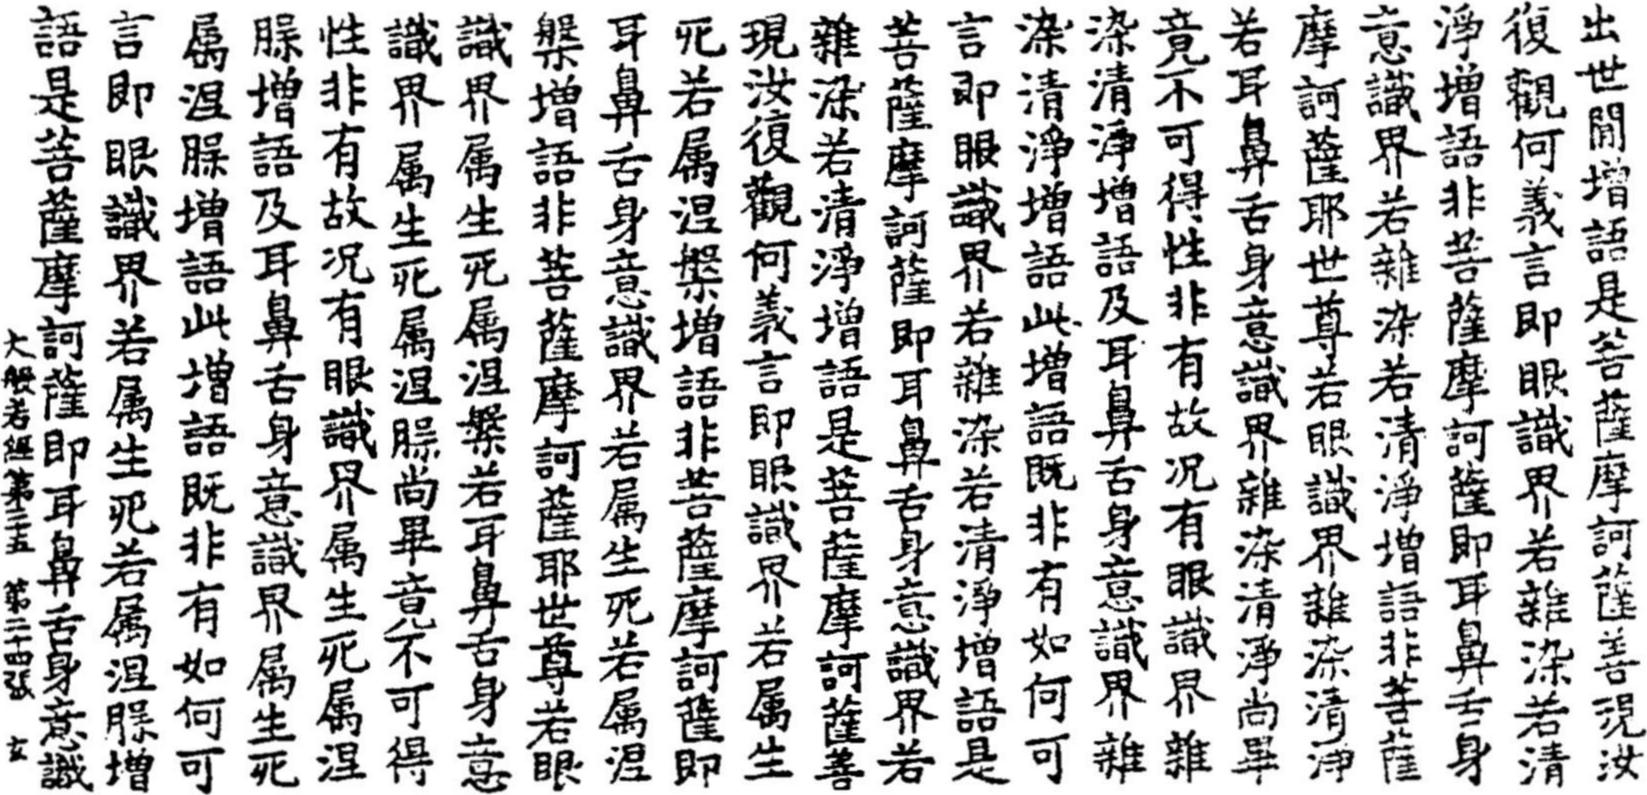 出世間增語是菩薩摩訶薩善現汝
復觀何義言即眼識界若雜染若清
淨增語非菩薩摩訶薩即耳鼻舌身
意識界若雜染若清淨增語非菩薩
摩訶薩耶世尊若眼識界雜染清淨
若耳鼻舌身意識界雜染清淨尚畢
竟不可得性非有故况有眼識界雜
染清淨增語及耳鼻舌身意識界雜
染清淨增語此增語既非有如何可
言即眼識界若雜染若清淨增語是
菩薩摩訶薩即耳鼻舌身意識界若
雜染若清淨增語是菩薩摩訶薩善
現汝復觀何義言即眼識界若属生
死若属涅槃增語非菩薩摩訶薩即
耳鼻舌身意識界若属生死若属涅
槃增語非菩薩摩訶薩耶世尊若眼
識界属生死属涅槃若耳鼻舌身意
識界属生死属涅槃尚畢竟不可得
性非有故况有眼識界属生死属涅
槃增語及耳鼻舌身意識界属生死
属涅槃增語此增語既非有如何可
言即眼識界若属生死若属涅槃增
語是菩薩摩訶薩即耳鼻舌身意識
大般若經第三十五 第二十四張 玄